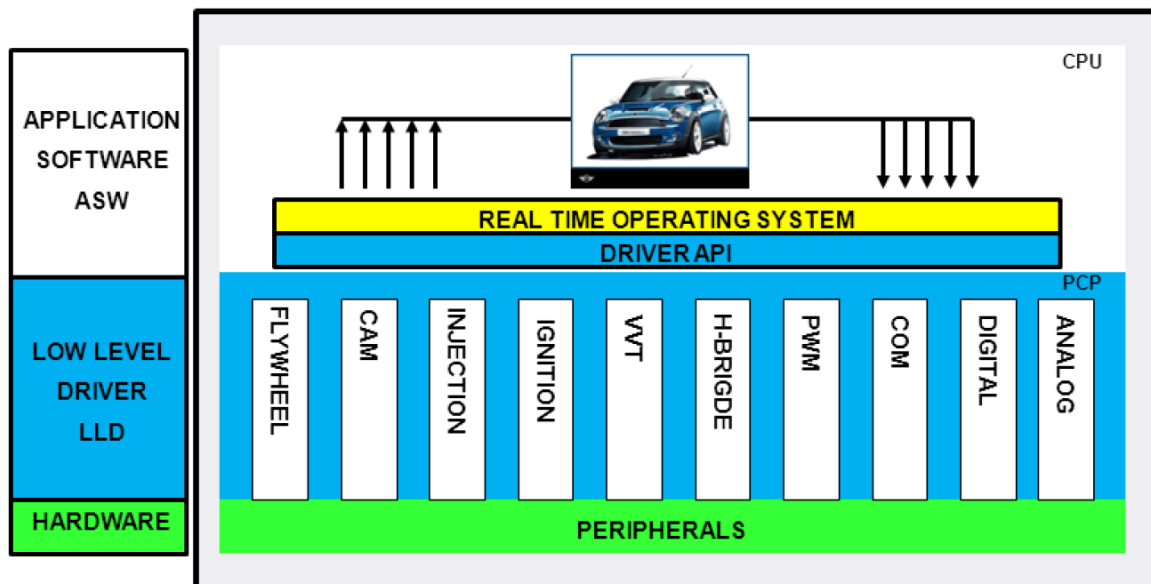 APPLICATION
SOFTWARE
ASW
LOW LEVEL
DRIVER
LLD
HARDWARE
CPU
REAL TIME OPERATING SYSTEM
DRIVER API
PCP
FLYWHEEL
CAM
INJECTION
IGNITION
VVT
H-BRIGDE
PWM
COM
DIGITAL
ANALOG
PERIPHERALS